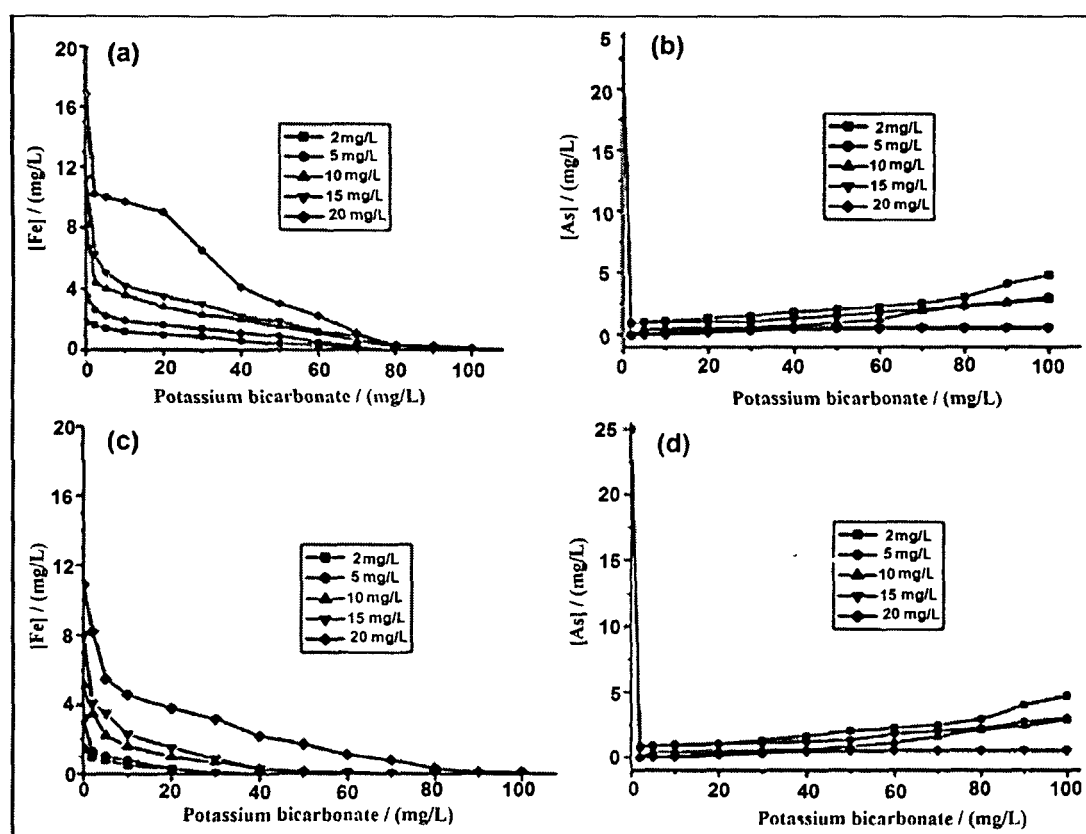 (a)
20
16
12
8
4
0
[Fe] / (mg/L)
2mg/L
5 mg/L
10 mg/L
15 mg/L
20 mg/L
0 20 40 60 80 100
Potassium bicarbonate / (mg/L)
(b)
5
20
15
10
5
0
[As] / (mg/L)
2mg/L
5 mg/L
10 mg/L
15 mg/L
20 mg/L
0 20 40 60 80 100
Potassium bicarbonate / (mg/L)
(c)
20
16
12
8
4
0
[Fe] / (mg/L)
2mg/L
5 mg/L
10 mg/L
15 mg/L
20 mg/L
0 20 40 60 80 100
Potassium bicarbonate / (mg/L)
(d)
25
20
15
10
5
0
[As] / (mg/L)
2mg/L
5 mg/L
10 mg/L
15 mg/L
20 mg/L
0 20 40 60 80 100
Potassium bicarbonate / (mg/L)